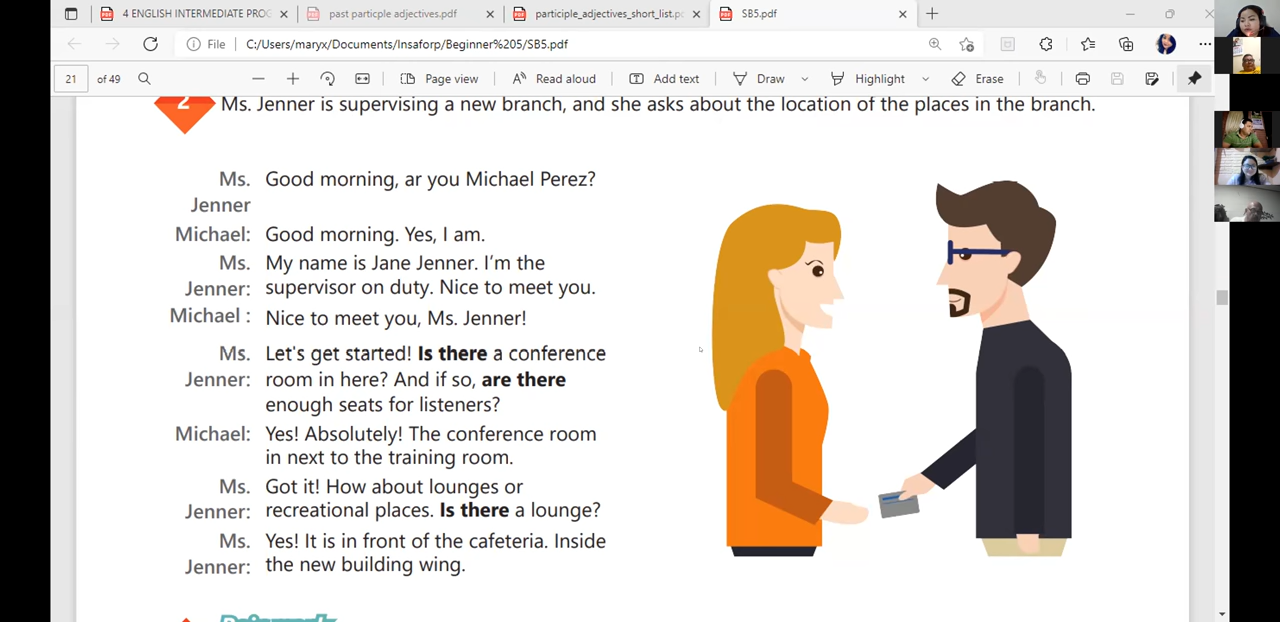 4 ENGLISH INTERMEDIATE PROG
past particple adjectives.pdf
participle_adjectives_short_list.p
SB5.pdf
File
C:/Users/maryx/Documents/Insaforp/Beginner%205/SB5.pdf
21 of 49
Page view
Read aloud
Add text
Draw
Highlight
Erase
2
Ms. Jenner is supervising a new branch, and she asks about the location of the places in the branch.
Ms. Good morning, ar you Michael Perez?
Jenner
Michael: Good morning. Yes, I am.
Ms. My name is Jane Jenner. I'm the
Jenner: supervisor on duty. Nice to meet you.
Michael : Nice to meet you, Ms. Jenner!
Ms. Let's get started! Is there a conference
Jenner: room in here? And if so, are there
enough seats for listeners?
Michael: Yes! Absolutely! The conference room
in next to the training room.
Ms. Got it! How about lounges or
Jenner: recreational places. Is there a lounge?
Ms. Yes! It is in front of the cafeteria. Inside
Jenner: the new building wing.